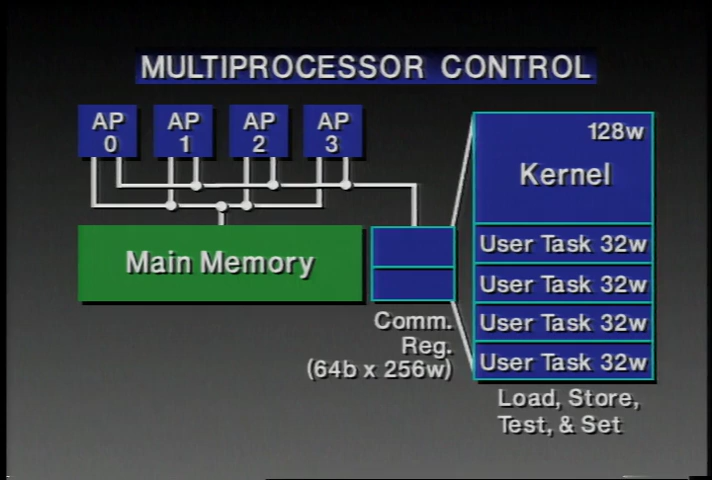 MULTIPROCESSOR CONTROL
AP 0
AP 1
AP 2
AP 3
128w
Kernel
Main Memory
User Task 32w
User Task 32w
User Task 32w
User Task 32w
Comm.
Reg.
(64b x 256w)
Load, Store,
Test, & Set